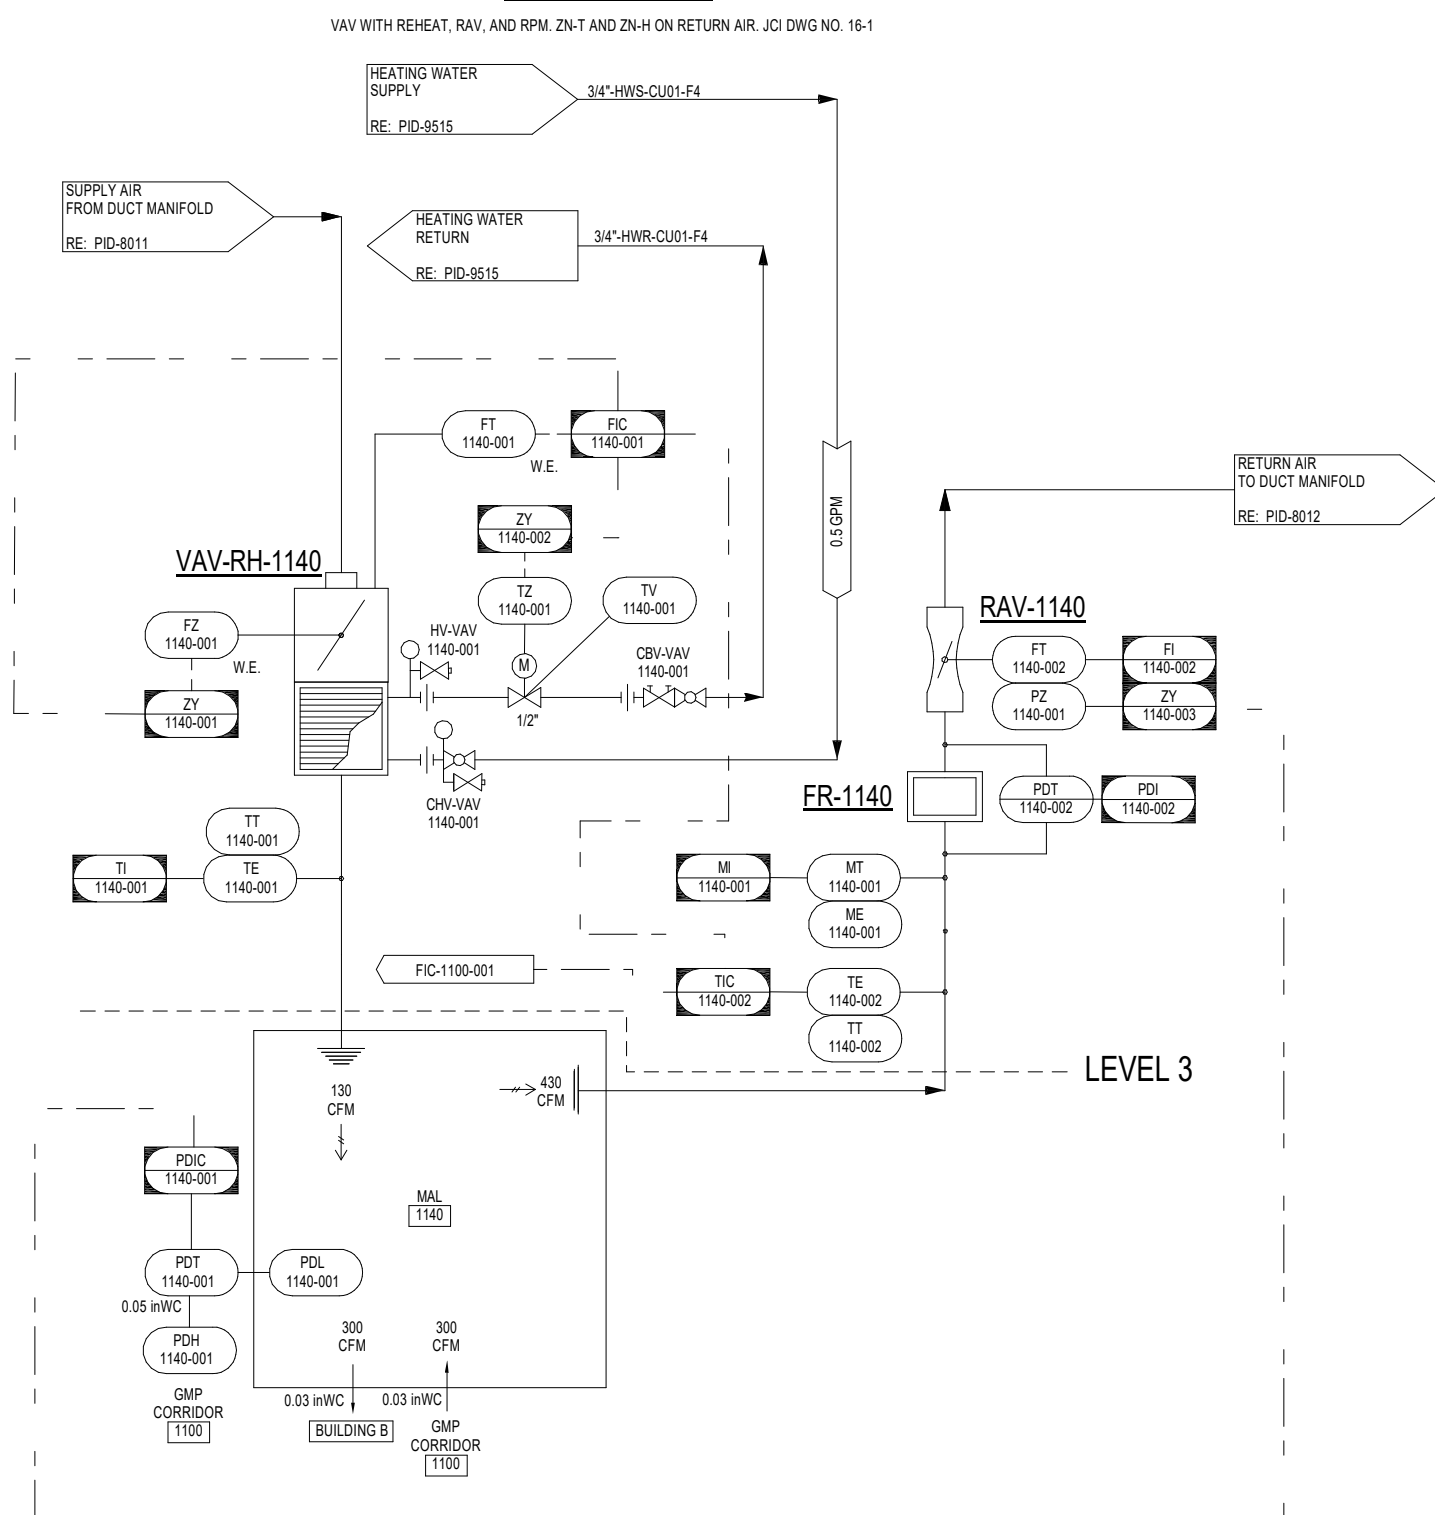 VAV WITH REHEAT, RAV, AND RPM. ZN-T AND ZN-H ON RETURN AIR. JCI DWG NO. 16-1
HEATING WATER
SUPPLY
RE: PID-9515
3/4"-HWS-CU01-F4
SUPPLY AIR
FROM DUCT MANIFOLD
RE: PID-8011
HEATING WATER
RETURN
RE: PID-9515
3/4"-HWR-CU01-F4
FT
1140-001
W.E.
FIC
1140-001
RETURN AIR
TO DUCT MANIFOLD
RE: PID-8012
0.5 GPM
ZY
1140-002
VAV-RH-1140
TZ
1140-001
TV
1140-001
RAV-1140
FZ
1140-001
W.E.
HV-VAV
1140-001
M
CBV-VAV
1140-001
FT
1140-002
FI
1140-002
ZY
1140-001
1/2"
PZ
1140-001
ZY
1140-003
CHV-VAV
1140-001
FR-1140
PDT
1140-002
PDI
1140-002
TT
1140-001
TI
1140-001
TE
1140-001
MI
1140-001
MT
1140-001
ME
1140-001
FIC-1100-001
TIC
1140-002
TE
1140-002
TT
1140-002
LEVEL 3
130
CFM
430
CFM
PDIC
1140-001
MAL
1140
PDT
1140-001
PDL
1140-001
0.05 inWC
PDH
1140-001
300
CFM
300
CFM
GMP
CORRIDOR
1100
0.03 inWC
0.03 inWC
BUILDING B
GMP
CORRIDOR
1100